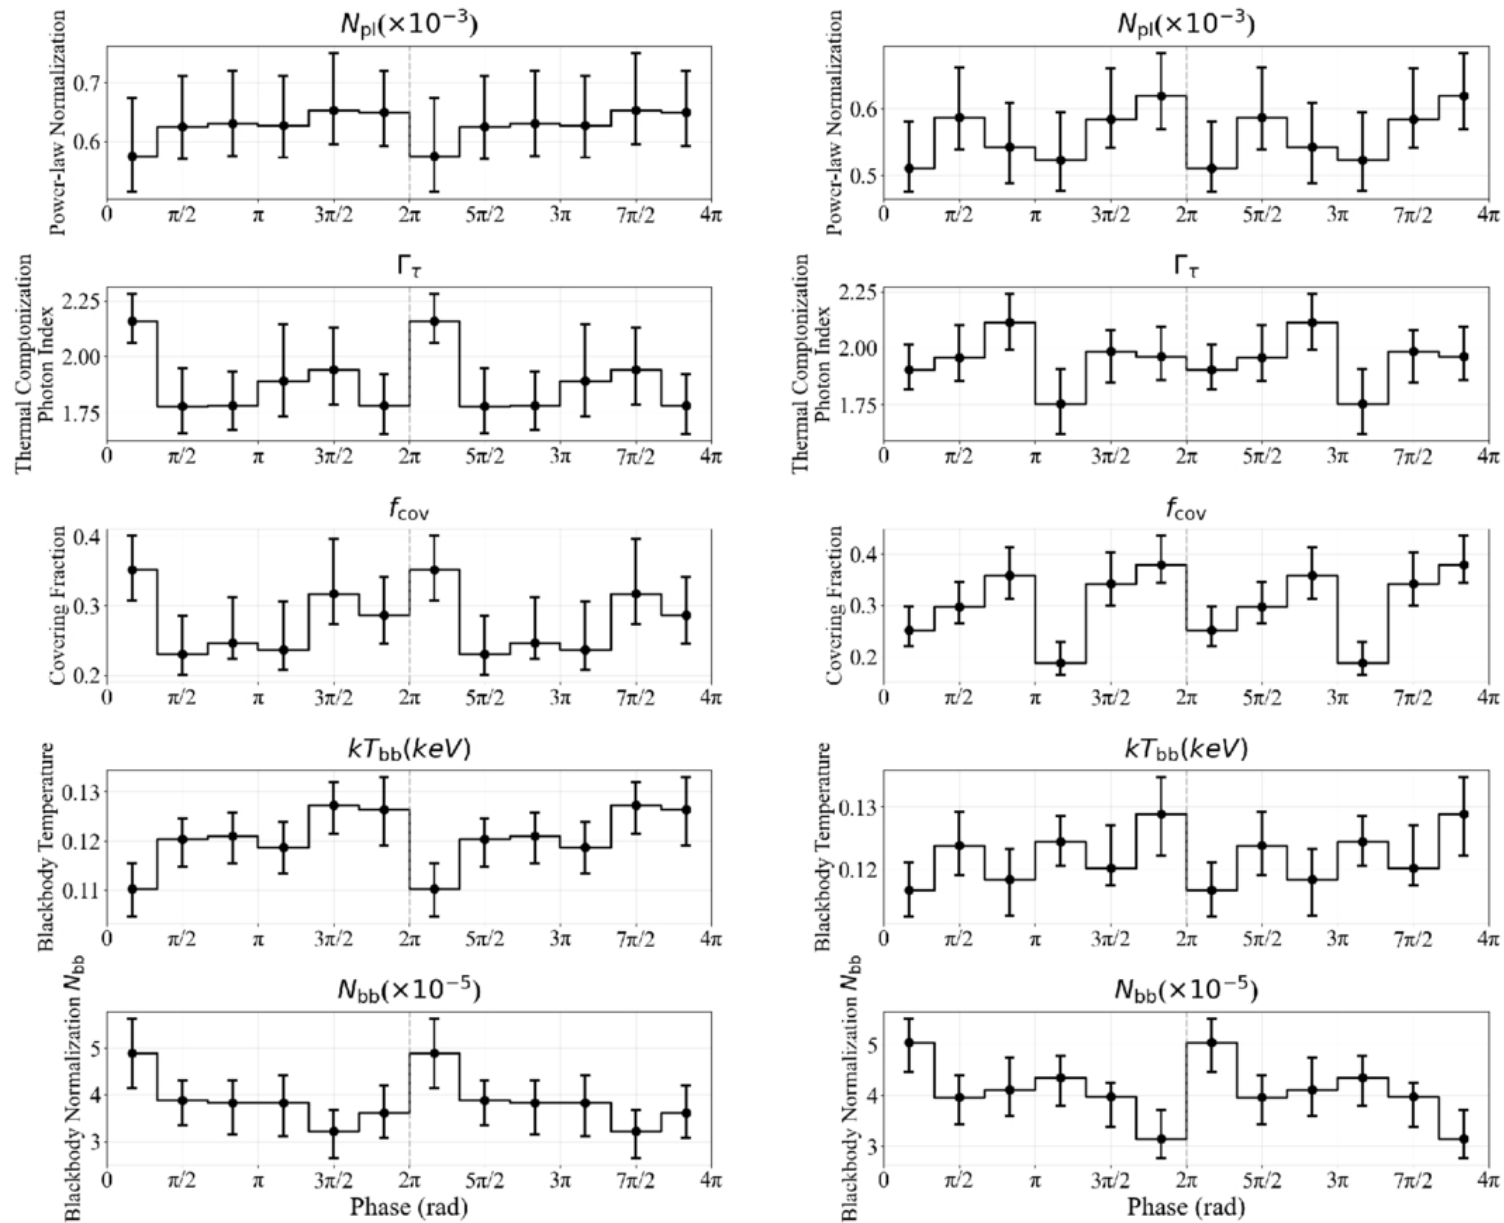 N_pl(×10⁻³)
Power-law Normalization
0.7
0.6
0 π/2 π 3π/2 2π 5π/2 3π 7π/2 4π
Γ_τ
Thermal Comptonization
Photon Index
2.25
2.00
1.75
0 π/2 π 3π/2 2π 5π/2 3π 7π/2 4π
f_cov
Covering Fraction
0.4
0.3
0.2
0 π/2 π 3π/2 2π 5π/2 3π 7π/2 4π
kT_bb(keV)
Blackbody Temperature
0.13
0.12
0.11
0 π/2 π 3π/2 2π 5π/2 3π 7π/2 4π
N_bb(×10⁻⁵)
Blackbody Normalization N_bb
5
4
3
0 π/2 π 3π/2 2π 5π/2 3π 7π/2 4π
Phase (rad)
N_pl(×10⁻³)
Power-law Normalization
0.6
0.5
0 π/2 π 3π/2 2π 5π/2 3π 7π/2 4π
Γ_τ
Thermal Comptonization
Photon Index
2.25
2.00
1.75
0 π/2 π 3π/2 2π 5π/2 3π 7π/2 4π
f_cov
Covering Fraction
0.4
0.3
0.2
0 π/2 π 3π/2 2π 5π/2 3π 7π/2 4π
kT_bb(keV)
Blackbody Temperature
0.13
0.12
0 π/2 π 3π/2 2π 5π/2 3π 7π/2 4π
N_bb(×10⁻⁵)
Blackbody Normalization N_bb
5
4
3
0 π/2 π 3π/2 2π 5π/2 3π 7π/2 4π
Phase (rad)